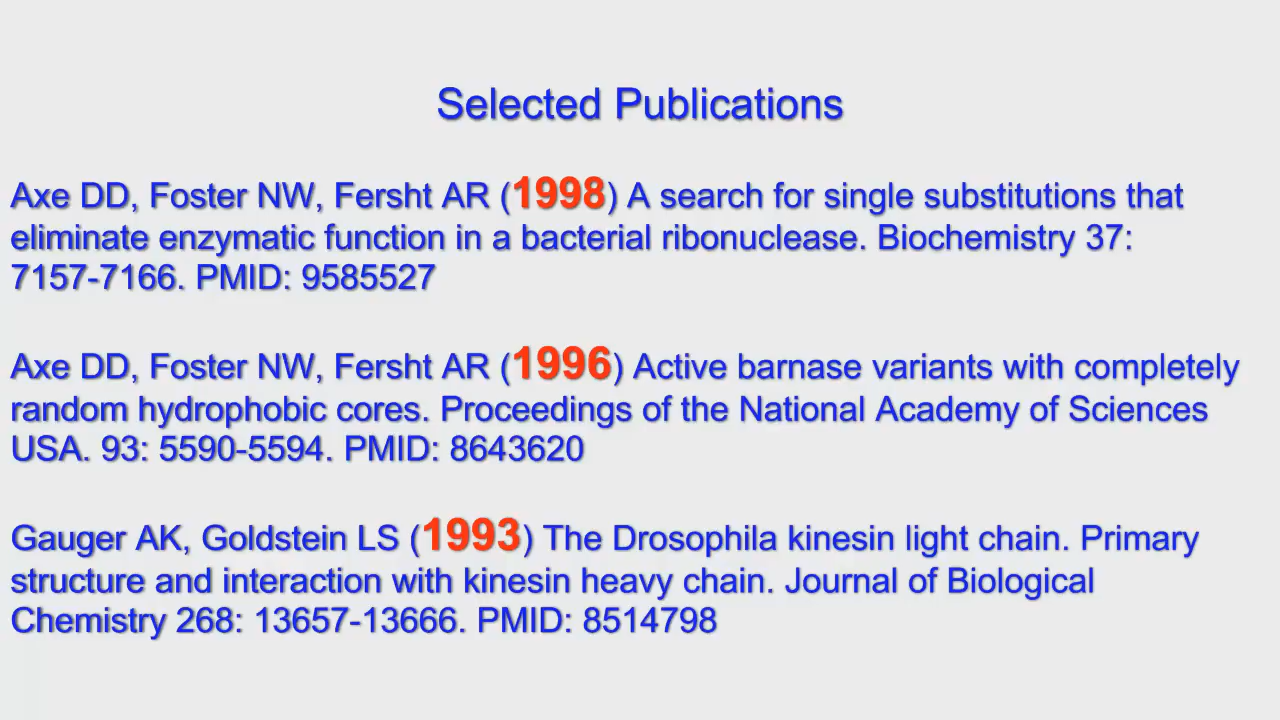 Selected Publications
Axe DD, Foster NW, Fersht AR (1998) A search for single substitutions that
eliminate enzymatic function in a bacterial ribonuclease. Biochemistry 37:
7157-7166. PMID: 9585527
Axe DD, Foster NW, Fersht AR (1996) Active barnase variants with completely
random hydrophobic cores. Proceedings of the National Academy of Sciences
USA. 93: 5590-5594. PMID: 8643620
Gauger AK, Goldstein LS (1993) The Drosophila kinesin light chain. Primary
structure and interaction with kinesin heavy chain. Journal of Biological
Chemistry 268: 13657-13666. PMID: 8514798